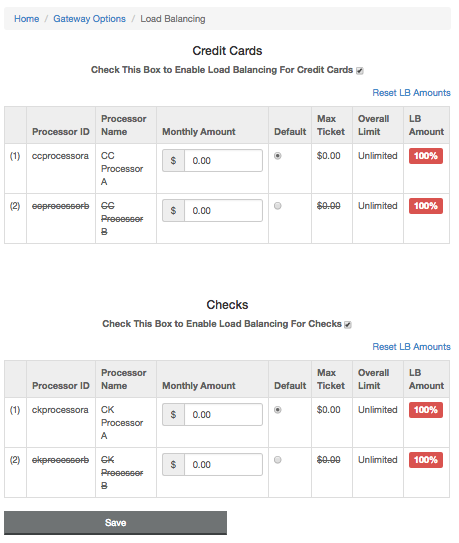 Home / Gateway Options / Load Balancing
Credit Cards
Check This Box to Enable Load Balancing For Credit Cards
Reset LB Amounts
Processor ID Processor Name Monthly Amount Default Max Ticket Overall Limit LB Amount
(1) ccprocessora CC Processor A $ 0.00 $0.00 Unlimited 100%
(2) ccprocessorb CC Processor B $ 0.00 $0.00 Unlimited 100%
Checks
Check This Box to Enable Load Balancing For Checks
Reset LB Amounts
Processor ID Processor Name Monthly Amount Default Max Ticket Overall Limit LB Amount
(1) ckprocessora CK Processor A $ 0.00 $0.00 Unlimited 100%
(2) ckprocessorb CK Processor B $ 0.00 $0.00 Unlimited 100%
Save